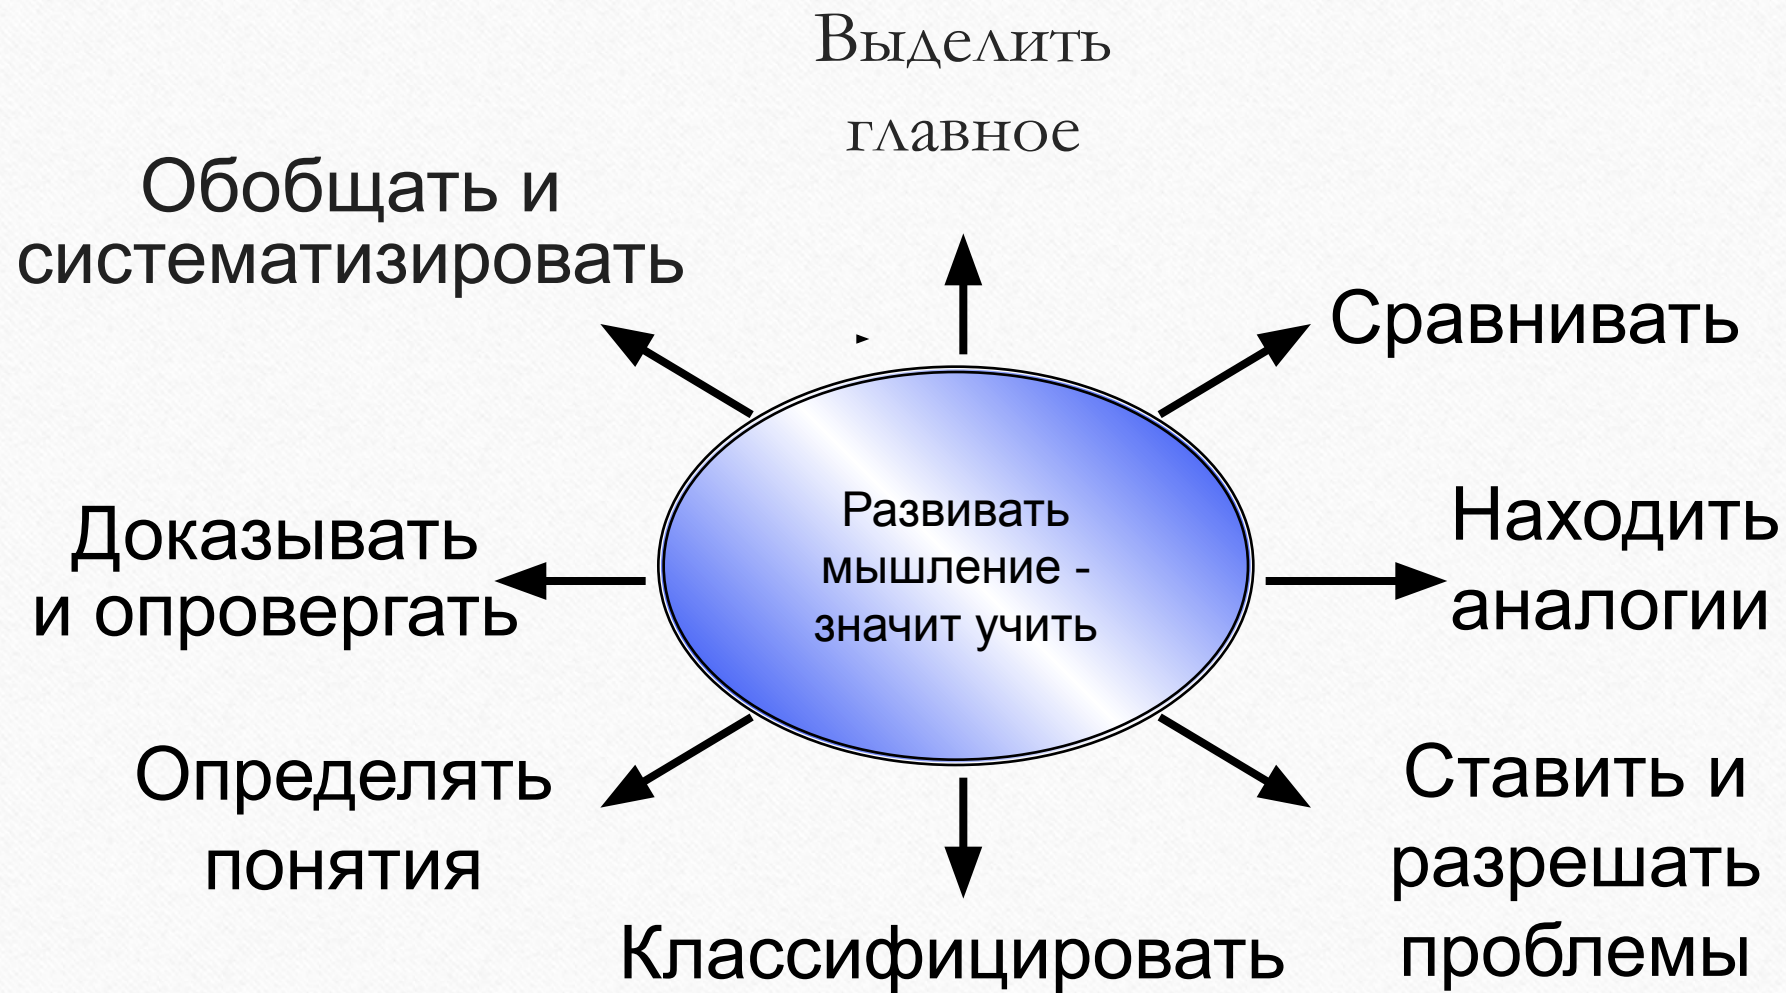 Выделить
главное
Обобщать и
систематизировать
Сравнивать
Развивать
мышление -
значит учить
Доказывать
и опровергать
Находить
аналогии
Определять
понятия
Ставить и
разрешать
проблемы
Классифицировать